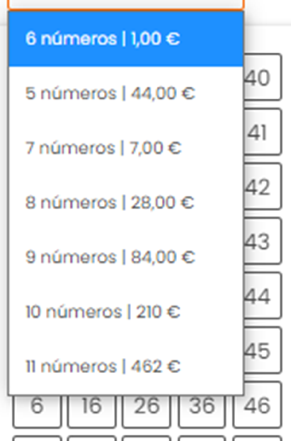 6 números | 1,00 €
5 números | 44,00 €
7 números | 7,00 €
8 números | 28,00 €
9 números | 84,00 €
10 números | 210 €
11 números | 462 €
40
41
42
43
44
45
6 16 26 36 46